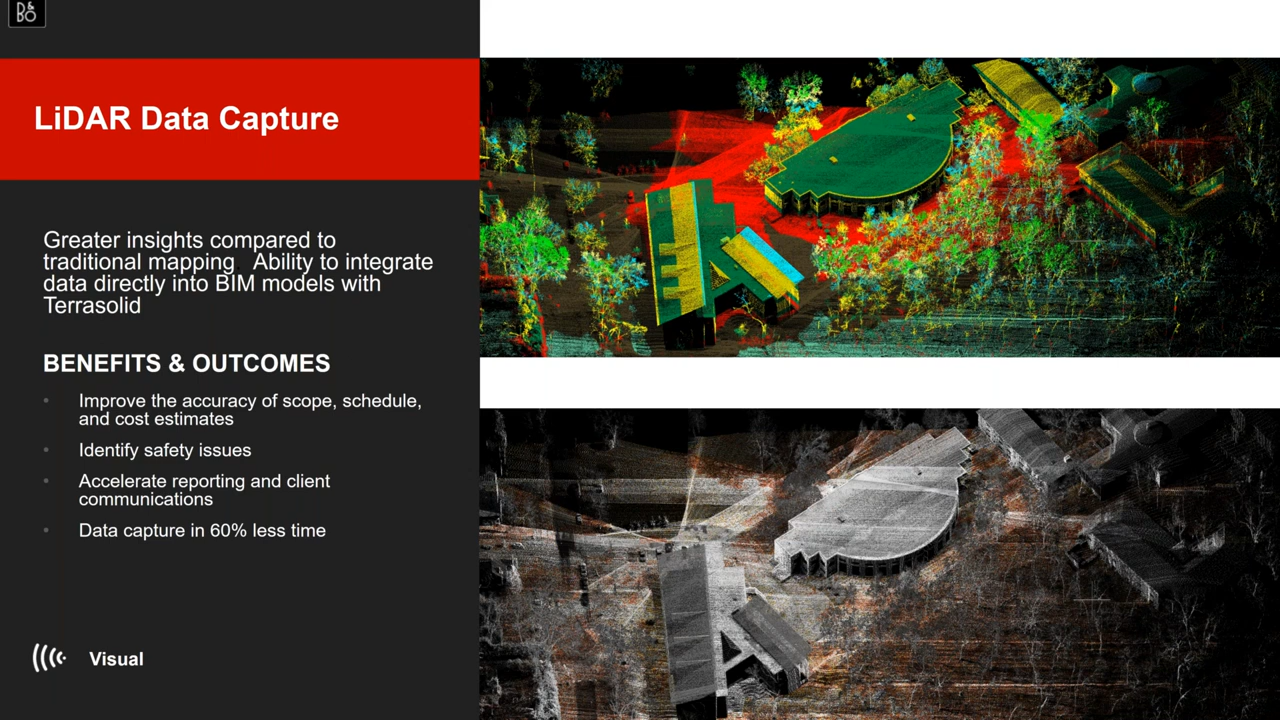 B&O
LiDAR Data Capture
Greater insights compared to
traditional mapping Ability to integrate
data directly into BIM models with
Terrasolid
BENEFITS & OUTCOMES
• Improve the accuracy of scope, schedule,
and cost estimates
• Identify safety issues
• Accelerate reporting and client
communications
• Data capture in 60% less time
Visual